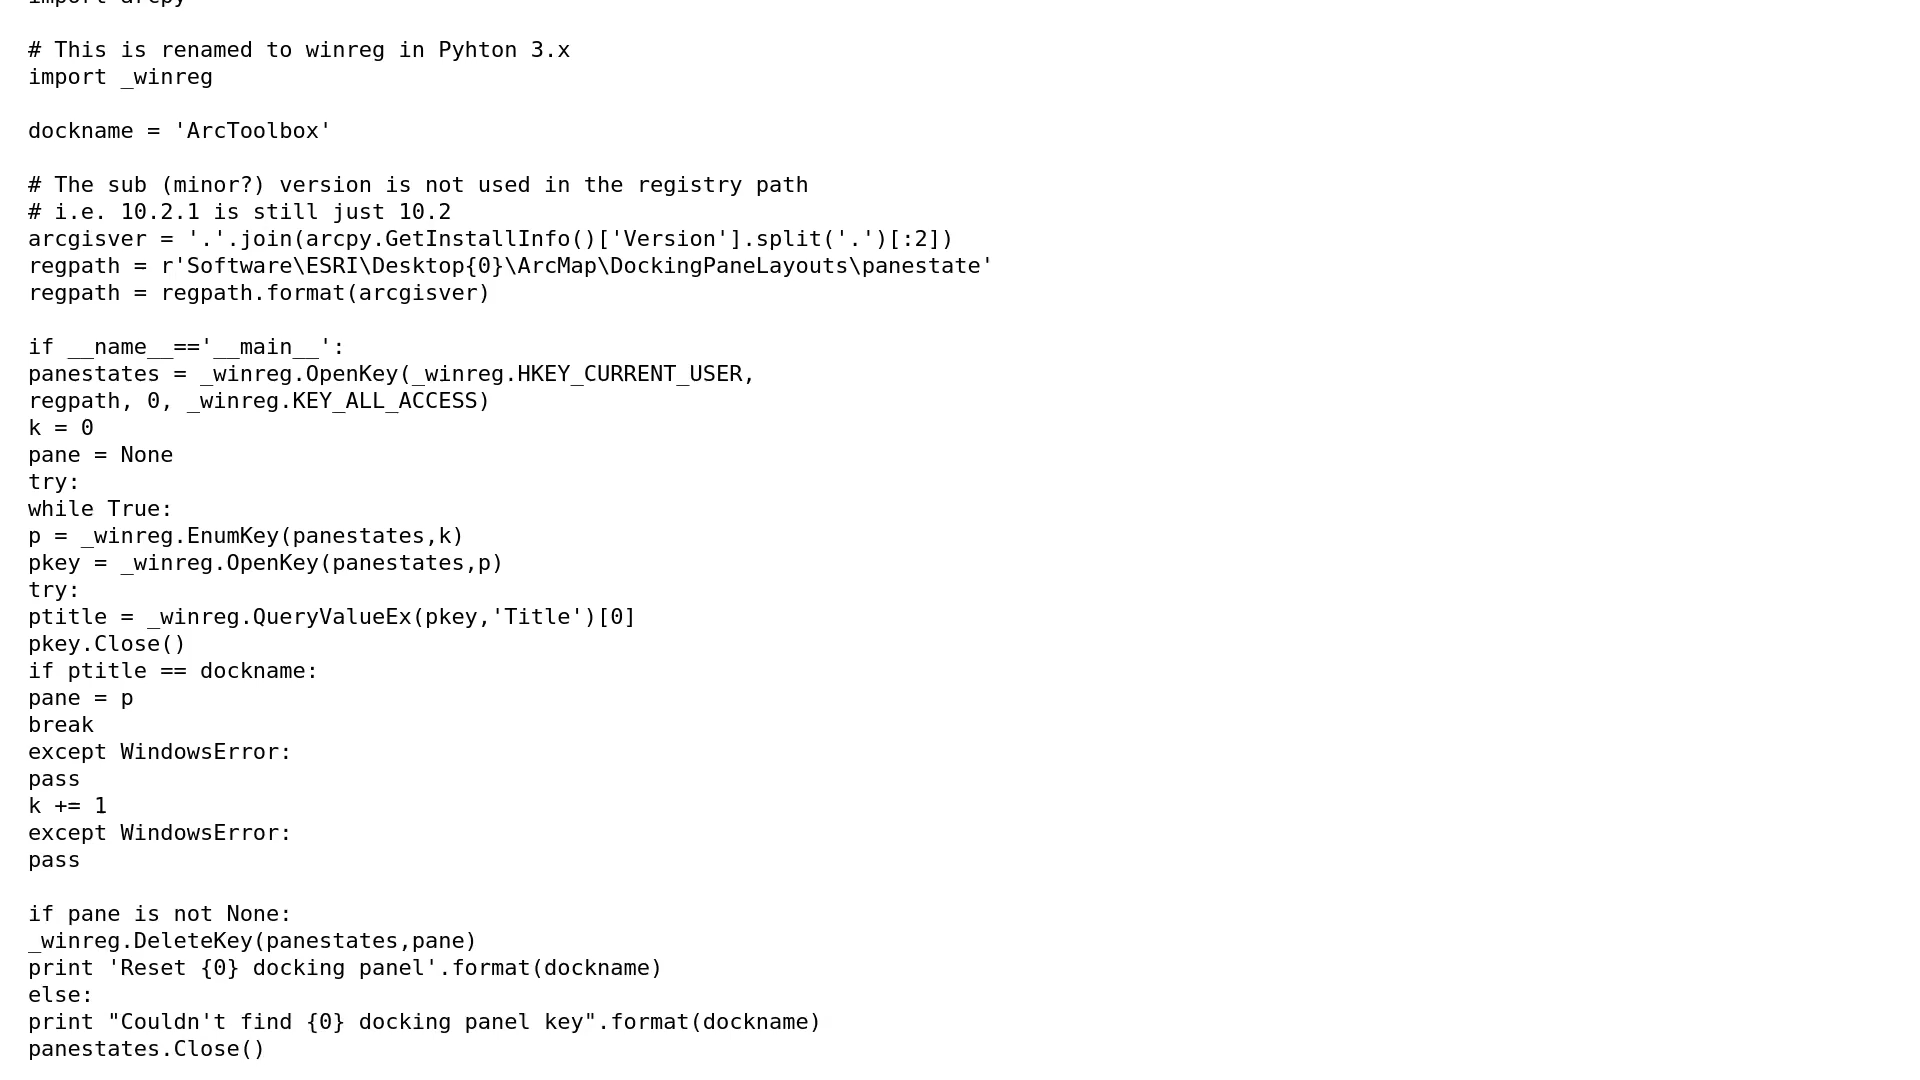 import arcpy
# This is renamed to winreg in Pyhton 3.x
import _winreg
dockname = 'ArcToolbox'
# The sub (minor?) version is not used in the registry path
# i.e. 10.2.1 is still just 10.2
arcgisver = '.'.join(arcpy.GetInstallInfo()['Version'].split('.')[:2])
regpath = r'Software\ESRI\Desktop{0}\ArcMap\DockingPaneLayouts\panestate'
regpath = regpath.format(arcgisver)
if __name__=='__main__':
panestates = _winreg.OpenKey(_winreg.HKEY_CURRENT_USER,
regpath, 0, _winreg.KEY_ALL_ACCESS)
k = 0
pane = None
try:
while True:
p = _winreg.EnumKey(panestates,k)
pkey = _winreg.OpenKey(panestates,p)
try:
ptitle = _winreg.QueryValueEx(pkey,'Title')[0]
pkey.Close()
if ptitle == dockname:
pane = p
break
except WindowsError:
pass
k += 1
except WindowsError:
pass
if pane is not None:
_winreg.DeleteKey(panestates,pane)
print 'Reset {0} docking panel'.format(dockname)
else:
print "Couldn't find {0} docking panel key".format(dockname)
panestates.Close()